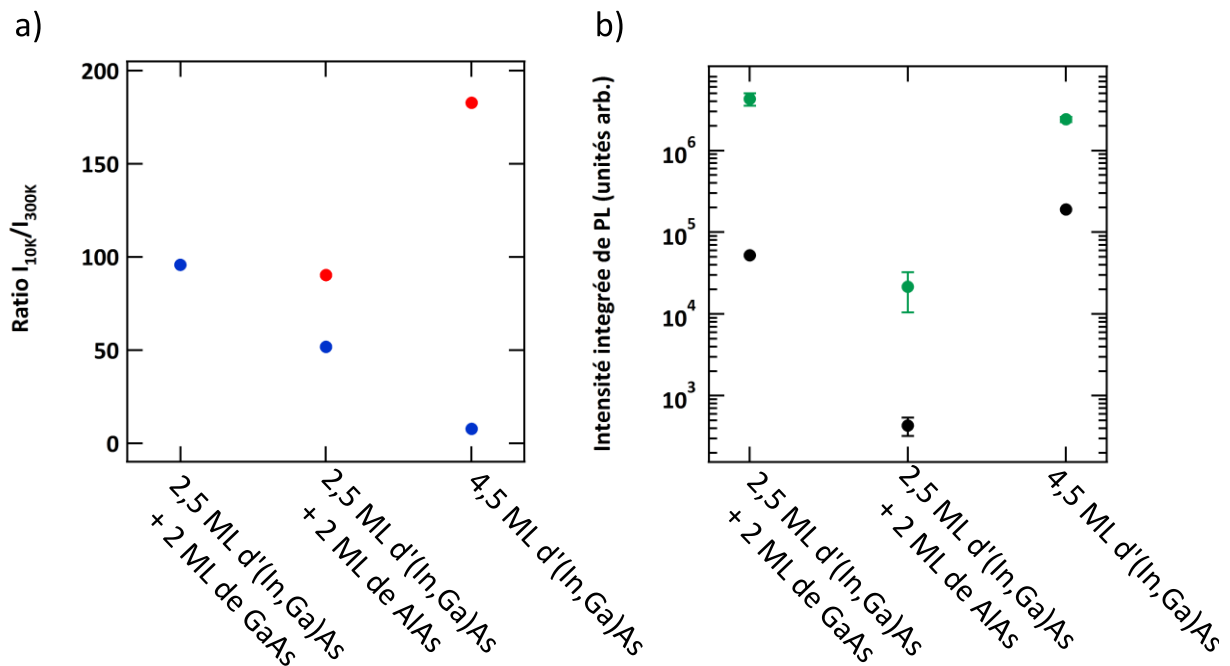 a)
Ratio I10K/I300K
200
150
100
50
0
2,5 ML d'(In,Ga)As
+ 2 ML de GaAs
2,5 ML d'(In,Ga)As
+ 2 ML de AlAs
4,5 ML d'(In,Ga)As
b)
Intensité integrée de PL (unités arb.)
10^6
10^5
10^4
10^3
2,5 ML d'(In,Ga)As
+ 2 ML de GaAs
2,5 ML d'(In,Ga)As
+ 2 ML de AlAs
4,5 ML d'(In,Ga)As